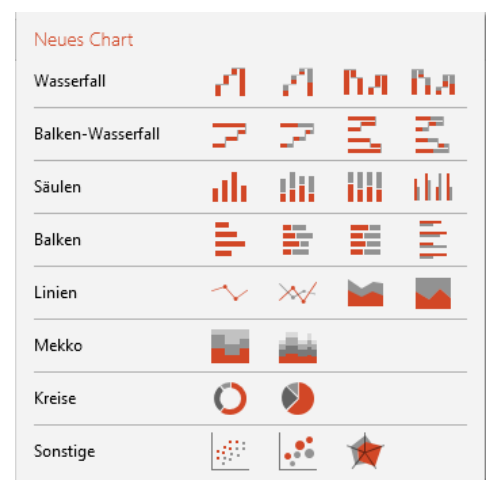 Neues Chart
Wasserfall
Balken-Wasserfall
Säulen
Balken
Linien
Mekko
Kreise
Sonstige